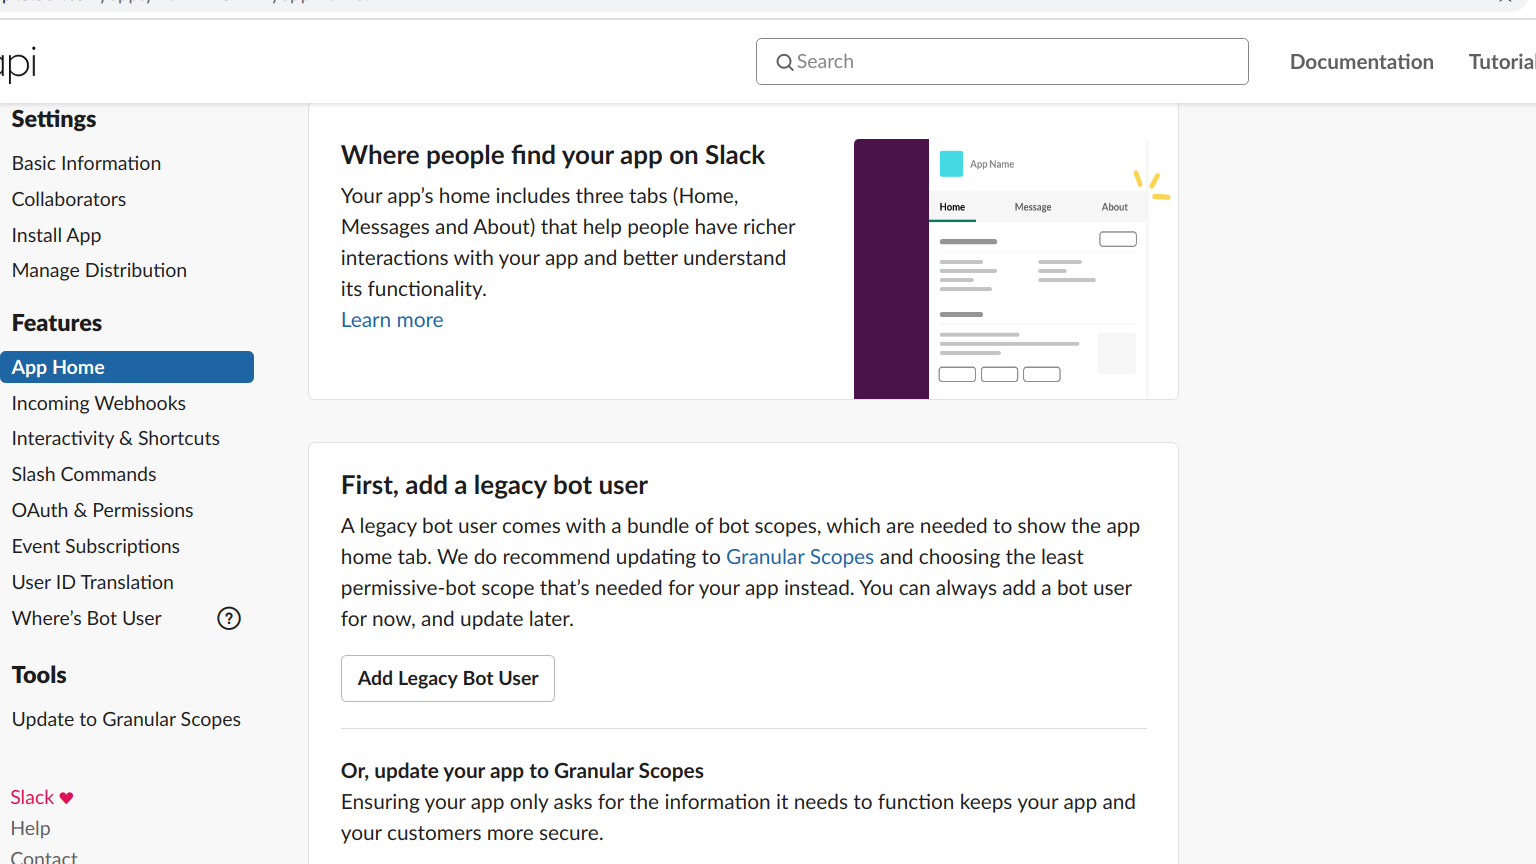 api
Search
Documentation
Settings
Basic Information
Collaborators
Install App
Manage Distribution
Features
App Home
Incoming Webhooks
Interactivity & Shortcuts
Slash Commands
OAuth & Permissions
Event Subscriptions
User ID Translation
Where’s Bot User
?
Tools
Update to Granular Scopes
Slack
Help
Contact
Where people find your app on Slack
Your app’s home includes three tabs (Home,
Messages and About) that help people have richer
interactions with your app and better understand
its functionality.
Learn more
App Name
Home Message About
First, add a legacy bot user
A legacy bot user comes with a bundle of bot scopes, which are needed to show the app
home tab. We do recommend updating to Granular Scopes and choosing the least
permissive-bot scope that’s needed for your app instead. You can always add a bot user
for now, and update later.
Add Legacy Bot User
Or, update your app to Granular Scopes
Ensuring your app only asks for the information it needs to function keeps your app and
your customers more secure.